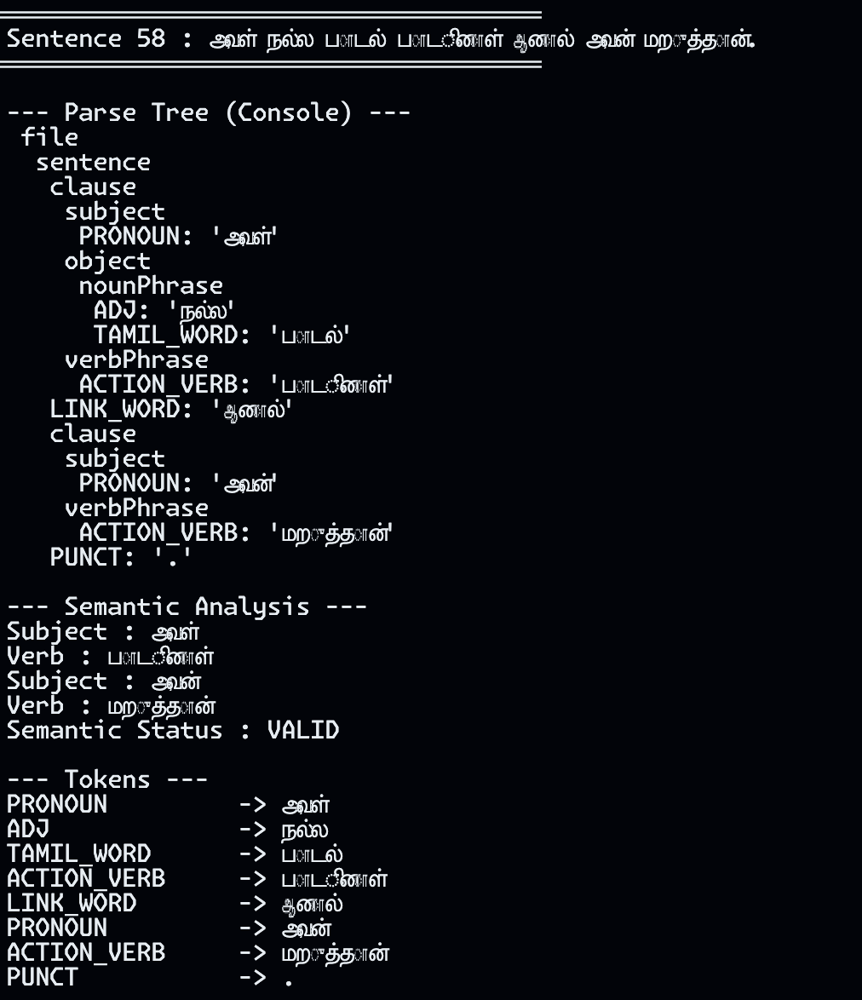 Sentence 58 : அவள் நல்ல பாடல் பாடினாள் ஆனால் அவன் மறுத்தான்.
--- Parse Tree (Console) ---
file
sentence
clause
subject
PRONOUN: 'அவள்'
object
nounPhrase
ADJ: 'நல்ல'
TAMIL_WORD: 'பாடல்'
verbPhrase
ACTION_VERB: 'பாடினாள்'
LINK_WORD: 'ஆனால்'
clause
subject
PRONOUN: 'அவன்'
verbPhrase
ACTION_VERB: 'மறுத்தான்'
PUNCT: '.'
--- Semantic Analysis ---
Subject : அவள்
Verb : பாடினாள்
Subject : அவன்
Verb : மறுத்தான்
Semantic Status : VALID
--- Tokens ---
PRONOUN -> அவள்
ADJ -> நல்ல
TAMIL_WORD -> பாடல்
ACTION_VERB -> பாடினாள்
LINK_WORD -> ஆனால்
PRONOUN -> அவன்
ACTION_VERB -> மறுத்தான்
PUNCT -> .